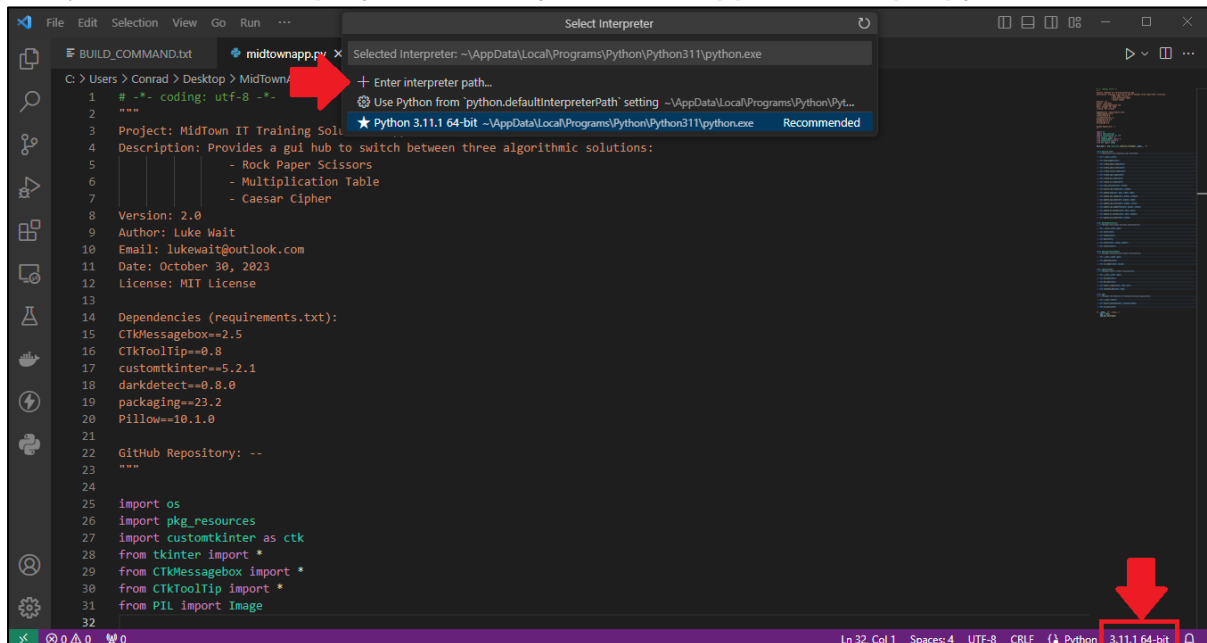 File Edit Selection View Go Run ···
Select Interpreter
BUILD_COMMAND.txt
midtownapp.py
Selected Interpreter: ~\AppData\Local\Programs\Python\Python311\python.exe
C: > Users > Conrad > Desktop > MidTownA
+ Enter interpreter path...
Use Python from `python.defaultInterpreterPath` setting ~\AppData\Local\Programs\Python\Pyt...
★ Python 3.11.1 64-bit ~\AppData\Local\Programs\Python\Python311\python.exe Recommended
1 # -*- coding: utf-8 -*-
2 """
3 Project: MidTown IT Training Solu
4 Description: Provides a gui hub to switch between three algorithmic solutions:
5 - Rock Paper Scissors
6 - Multiplication Table
7 - Caesar Cipher
8 Version: 2.0
9 Author: Luke Wait
10 Email: lukewait@outlook.com
11 Date: October 30, 2023
12 License: MIT License
13
14 Dependencies (requirements.txt):
15 CTkMessagebox==2.5
16 CTkToolTip==0.8
17 customtkinter==5.2.1
18 darkdetect==0.8.0
19 packaging==23.2
20 Pillow==10.1.0
21
22 GitHub Repository: --
23 """
24
25 import os
26 import pkg_resources
27 import customtkinter as ctk
28 from tkinter import *
29 from CTkMessagebox import *
30 from CTkToolTip import *
31 from PIL import Image
32
0 0 0 Ln 32, Col 1 Spaces: 4 UTF-8 CRLF Python 3.11.1 64-bit